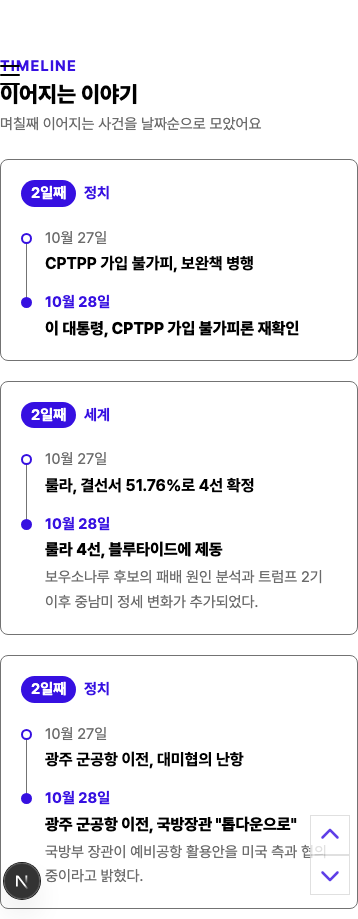 TIMELINE
이어지는 이야기
며칠째 이어지는 사건을 날짜순으로 모았어요
2일째 정치
10월 27일
CPTPP 가입 불가피, 보완책 병행
10월 28일
이 대통령, CPTPP 가입 불가피론 재확인
2일째 세계
10월 27일
룰라, 결선서 51.76%로 4선 확정
10월 28일
룰라 4선, 블루타이드에 제동
보우소나루 후보의 패배 원인 분석과 트럼프 2기
이후 중남미 정세 변화가 추가되었다.
2일째 정치
10월 27일
광주 군공항 이전, 대미협의 난항
10월 28일
광주 군공항 이전, 국방장관 "톱다운으로"
국방부 장관이 예비공항 활용안을 미국 측과 협의
중이라고 밝혔다.
N